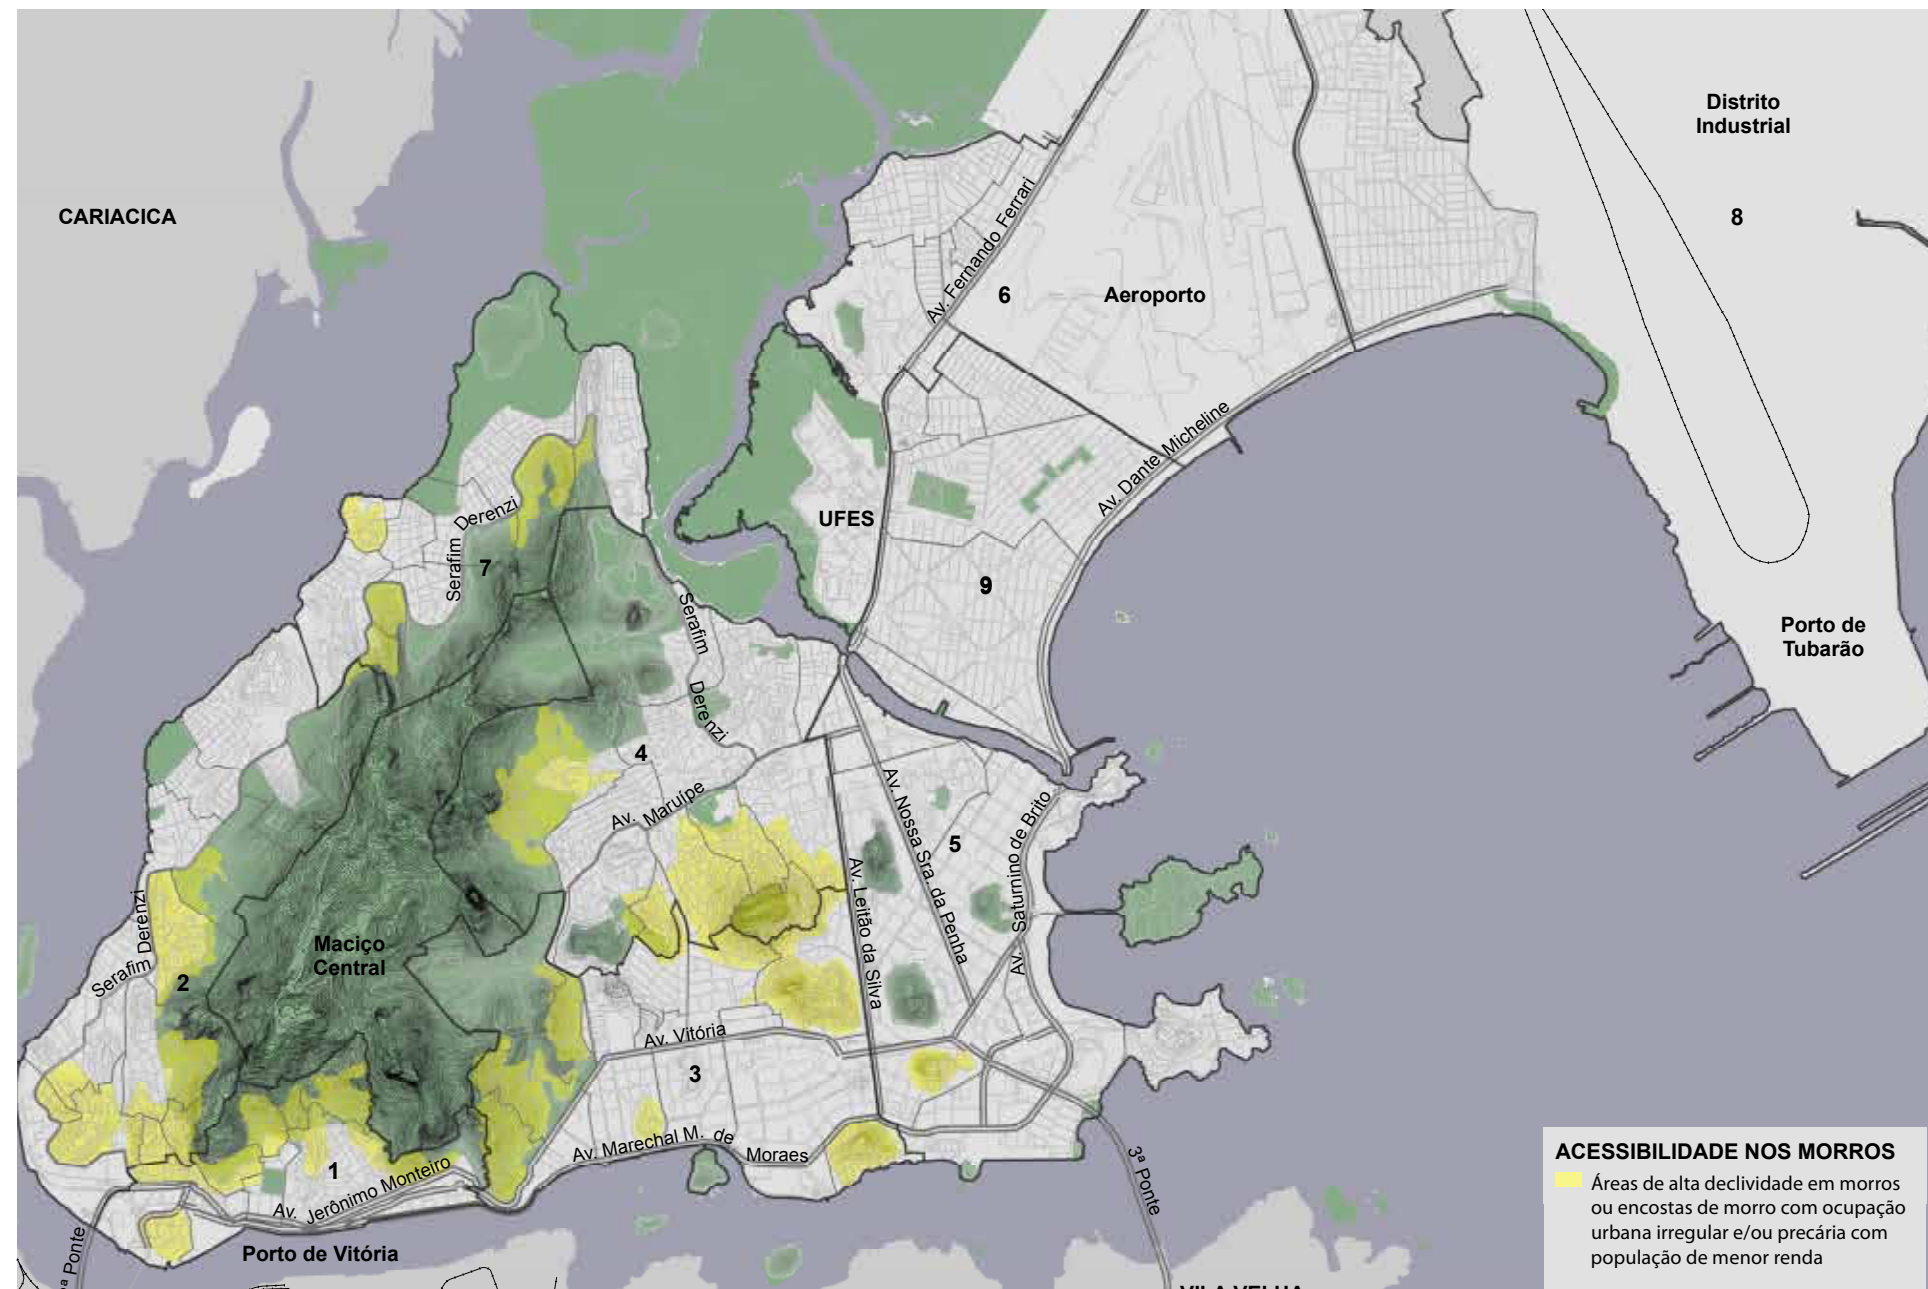 Distrito
Industrial
8
CARIACICA
Av. Fernando Ferrari
6
Aeroporto
Av. Dante Micheline
UFES
Serafim Derenzi
7
9
Serafim
Derenzi
Porto de
Tubarão
4
Av. Maruípe
Av. Nossa Sra. da Penha
5
Av. Saturnino de Brito
Av. Leitão da Silva
Serafim Derenzi
2
Maciço
Central
Av. Vitória
3
Av. Marechal M. de Moraes
1
Av. Jerônimo Monteiro
3ª Ponte
ª Ponte
Porto de Vitória
VILA VELHA
ACESSIBILIDADE NOS MORROS
Áreas de alta declividade em morros
ou encostas de morro com ocupação
urbana irregular e/ou precária com
população de menor renda